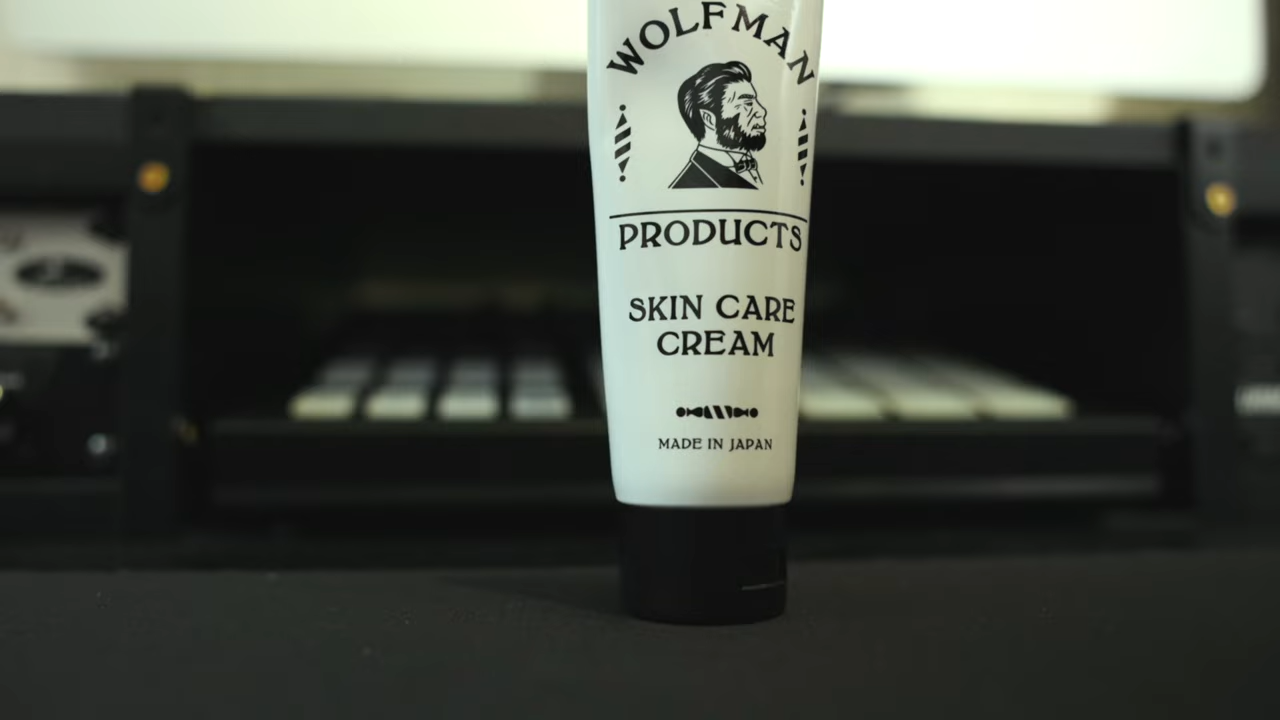 WOLFMAN
PRODUCTS
SKIN CARE
CREAM
MADE IN JAPAN